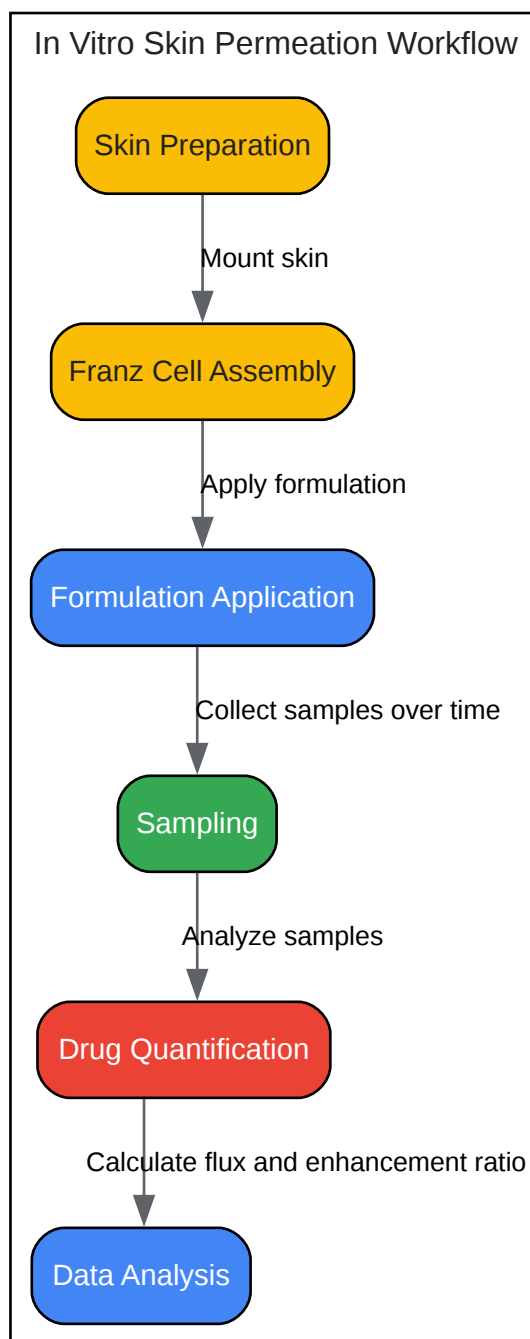 In Vitro Skin Permeation Workflow
Skin Preparation
Mount skin
Franz Cell Assembly
Apply formulation
Formulation Application
Collect samples over time
Sampling
Analyze samples
Drug Quantification
Calculate flux and enhancement ratio
Data Analysis